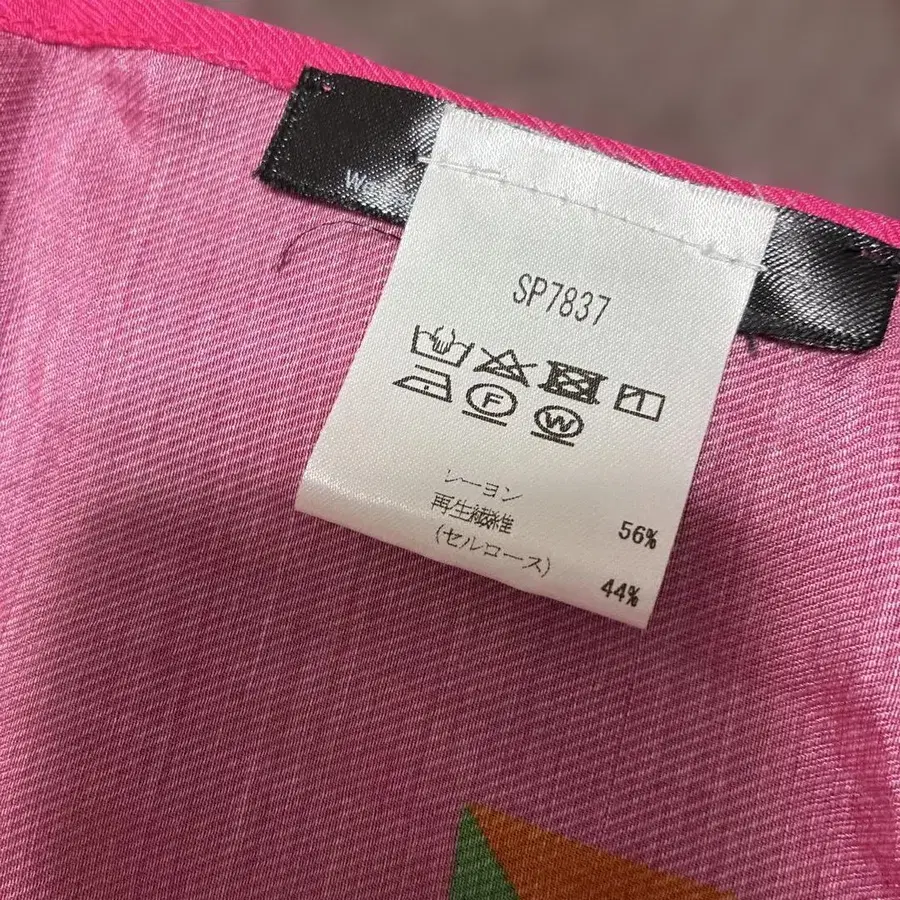 SP7837
F
W
レーヨン
再生繊維 56%
(セルロース)
44%